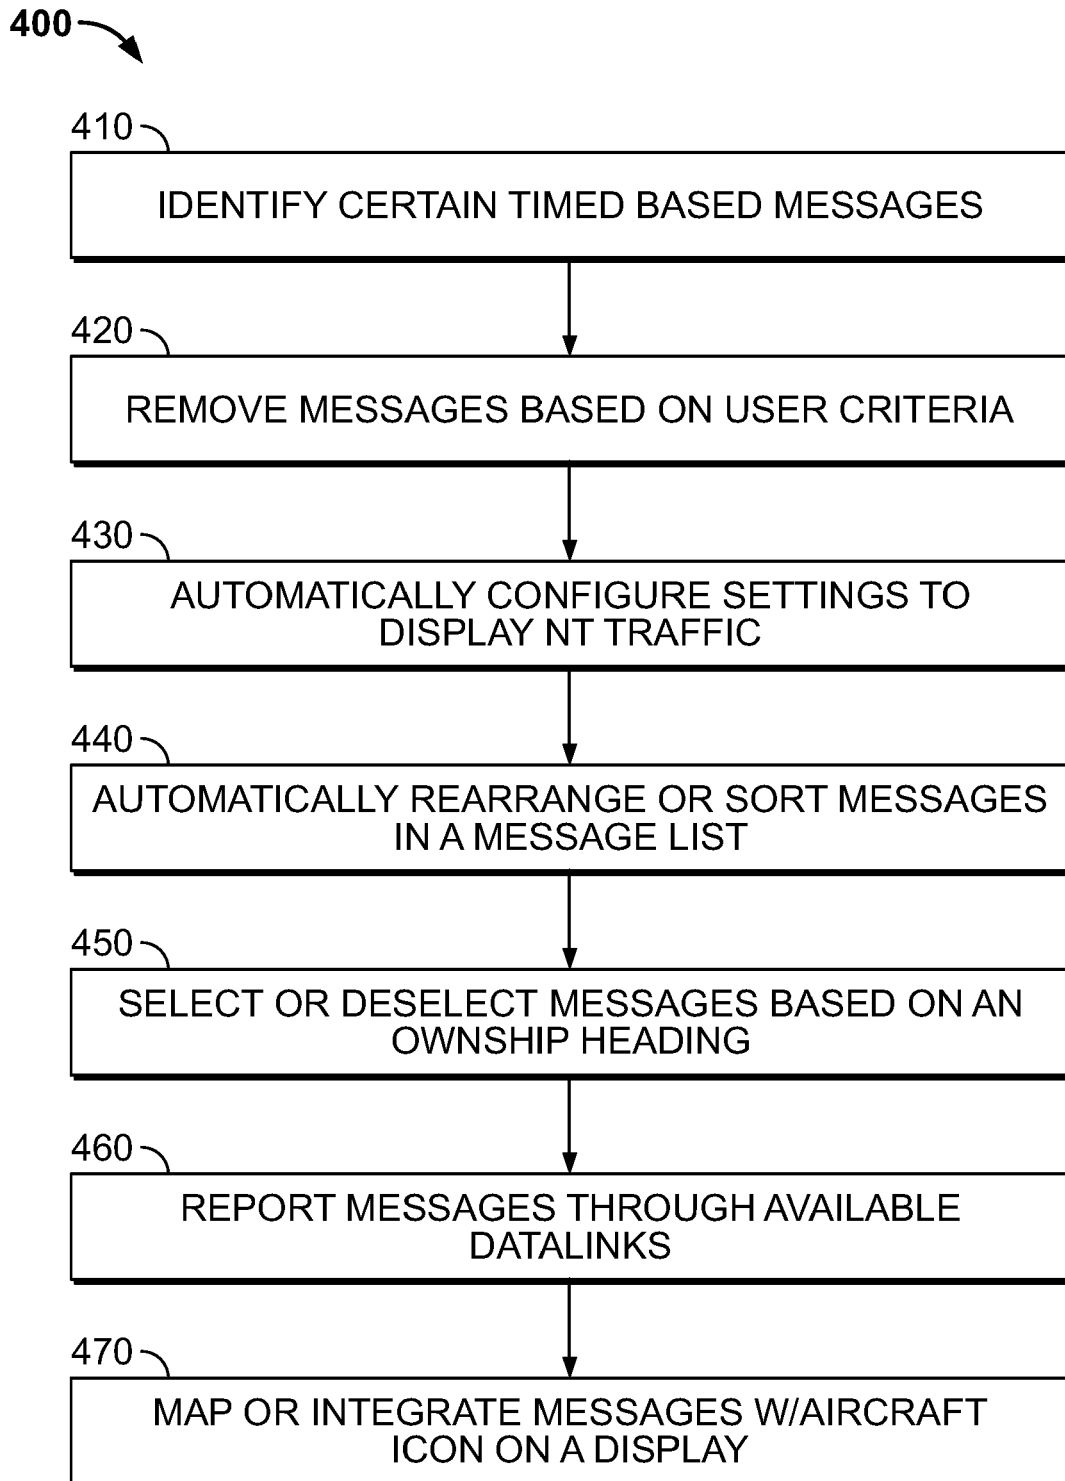 400
410
IDENTIFY CERTAIN TIMED BASED MESSAGES
420
REMOVE MESSAGES BASED ON USER CRITERIA
430
AUTOMATICALLY CONFIGURE SETTINGS TO
DISPLAY NT TRAFFIC
440
AUTOMATICALLY REARRANGE OR SORT MESSAGES
IN A MESSAGE LIST
450
SELECT OR DESELECT MESSAGES BASED ON AN
OWNSHIP HEADING
460
REPORT MESSAGES THROUGH AVAILABLE
DATALINKS
470
MAP OR INTEGRATE MESSAGES W/AIRCRAFT
ICON ON A DISPLAY